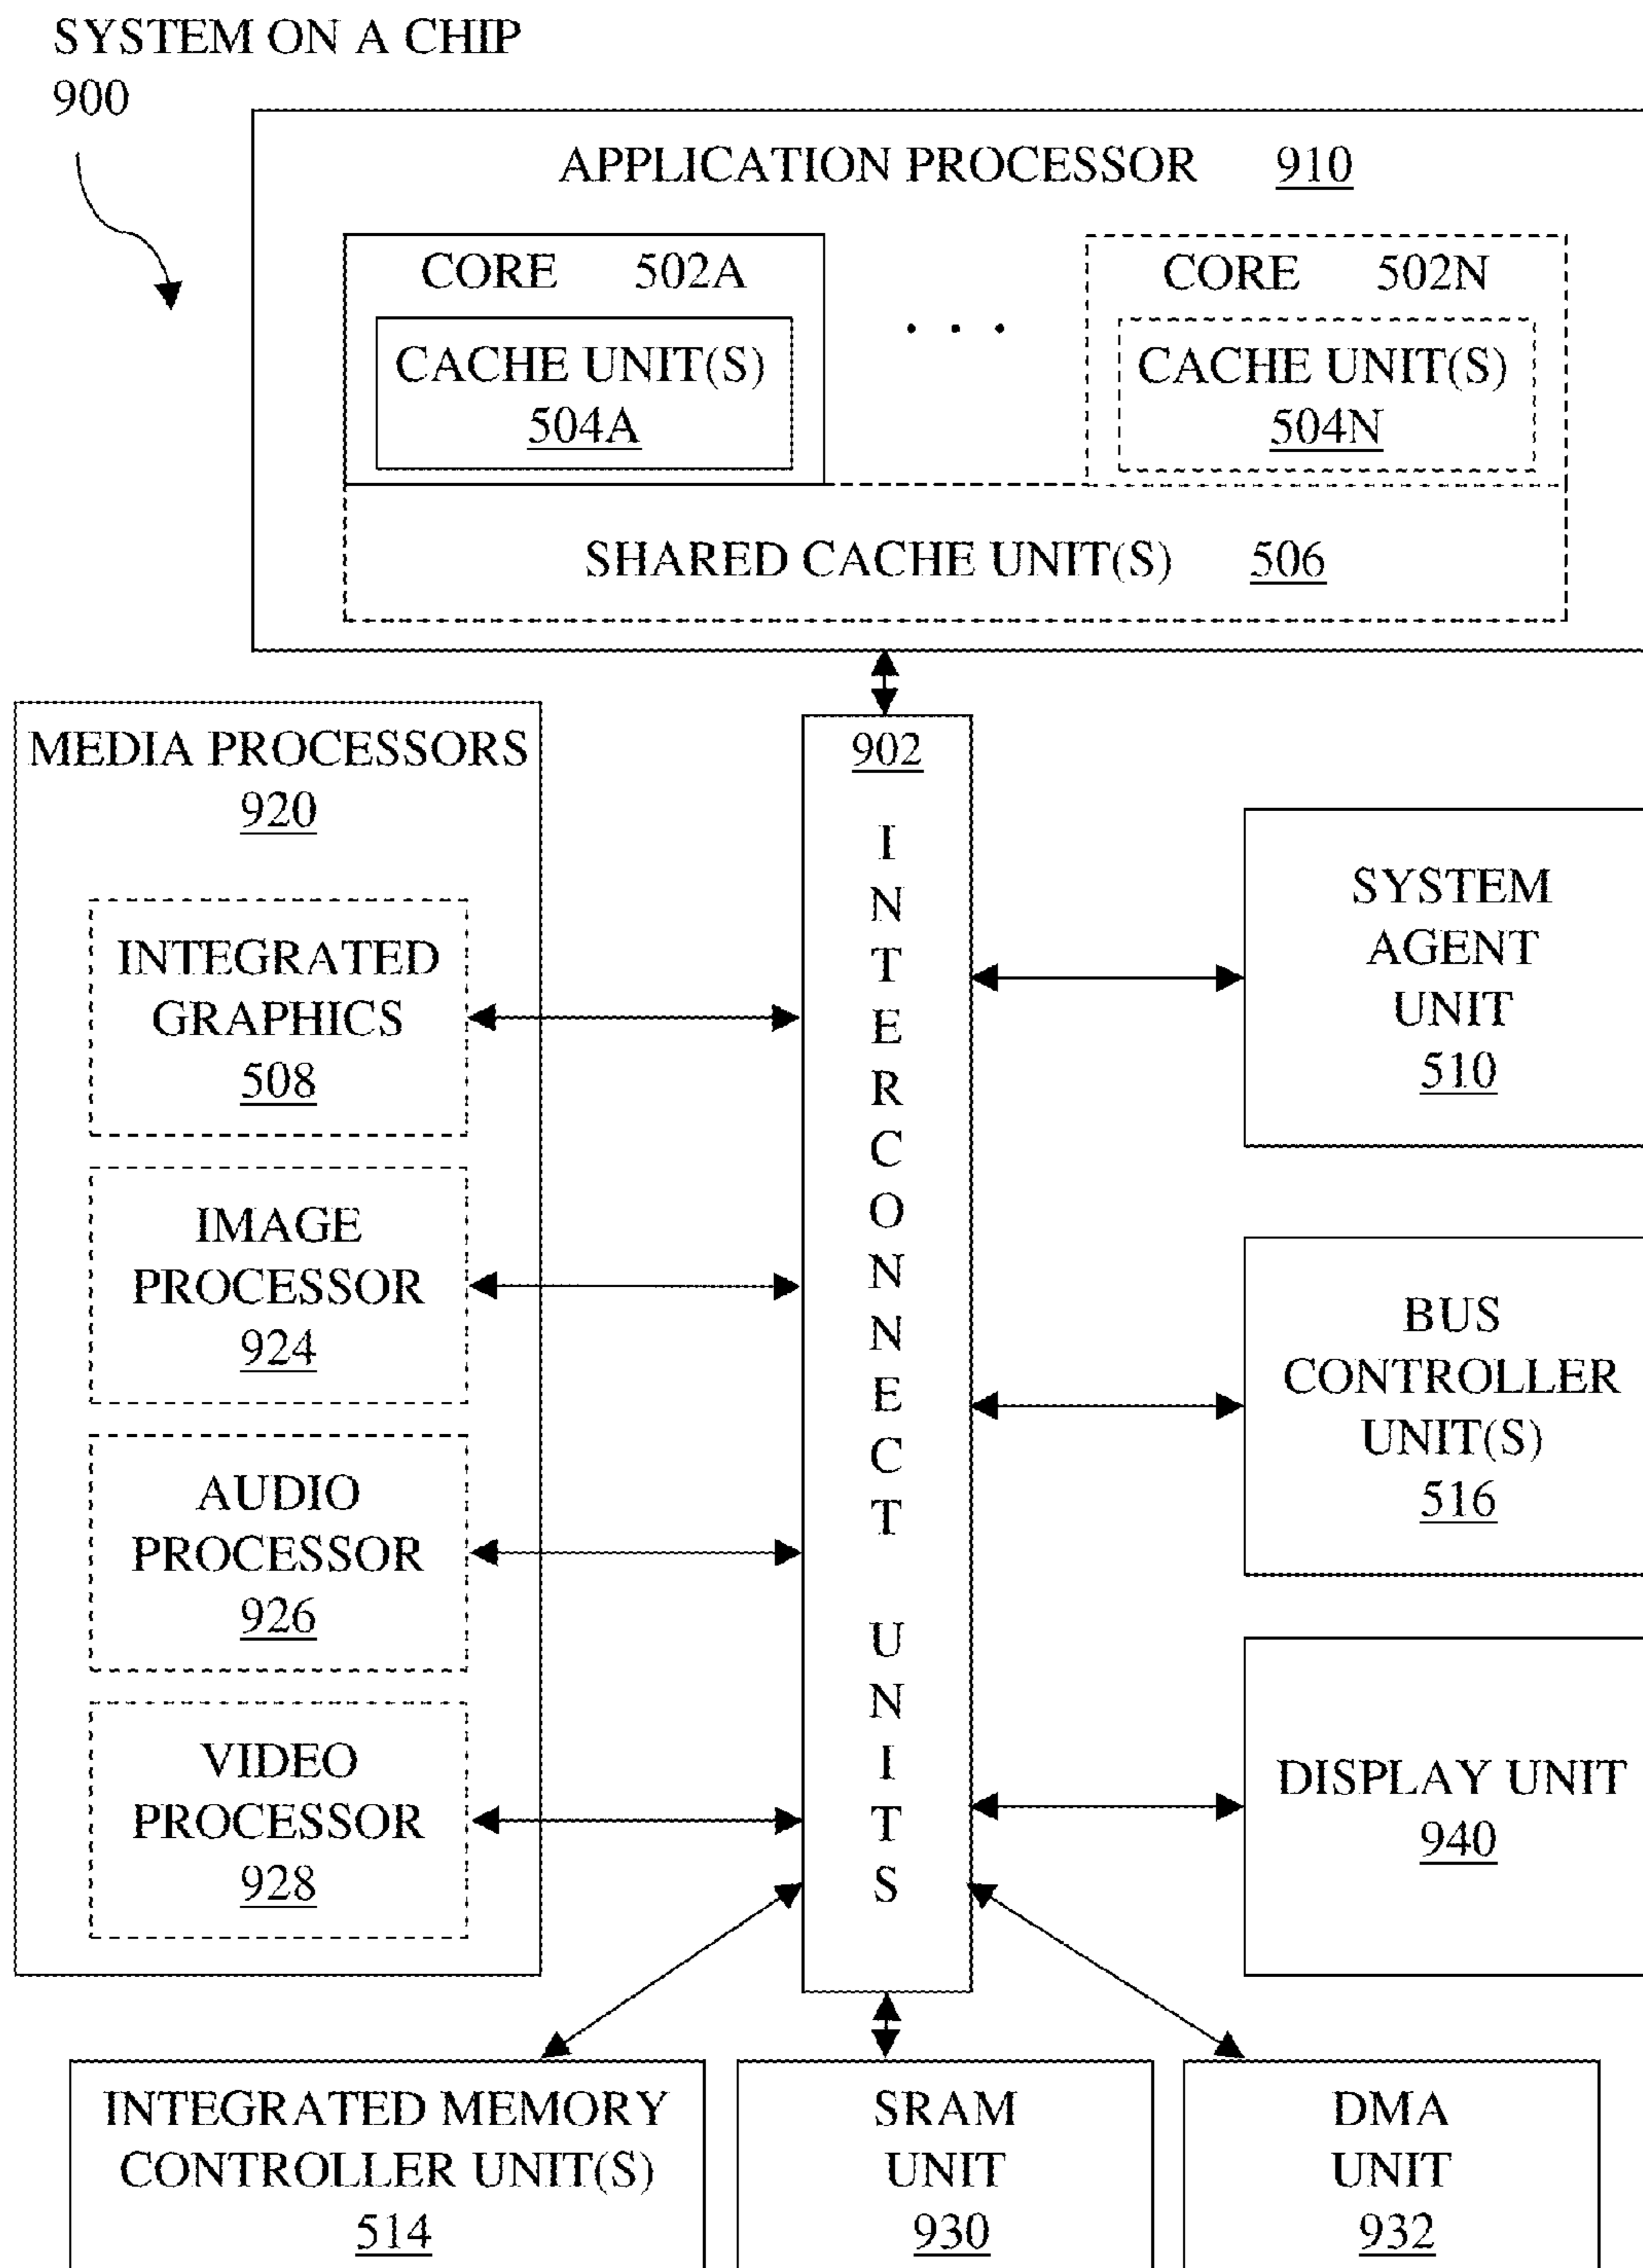 SYSTEM ON A CHIP
900
APPLICATION PROCESSOR 910
CORE 502A
CACHE UNIT(S)
504A
. . .
CORE 502N
CACHE UNIT(S)
504N
SHARED CACHE UNIT(S) 506
MEDIA PROCESSORS
920
INTEGRATED
GRAPHICS
508
IMAGE
PROCESSOR
924
AUDIO
PROCESSOR
926
VIDEO
PROCESSOR
928
902
INTERCONNECT UNITS
SYSTEM
AGENT
UNIT
510
BUS
CONTROLLER
UNIT(S)
516
DISPLAY UNIT
940
INTEGRATED MEMORY
CONTROLLER UNIT(S)
514
SRAM
UNIT
930
DMA
UNIT
932